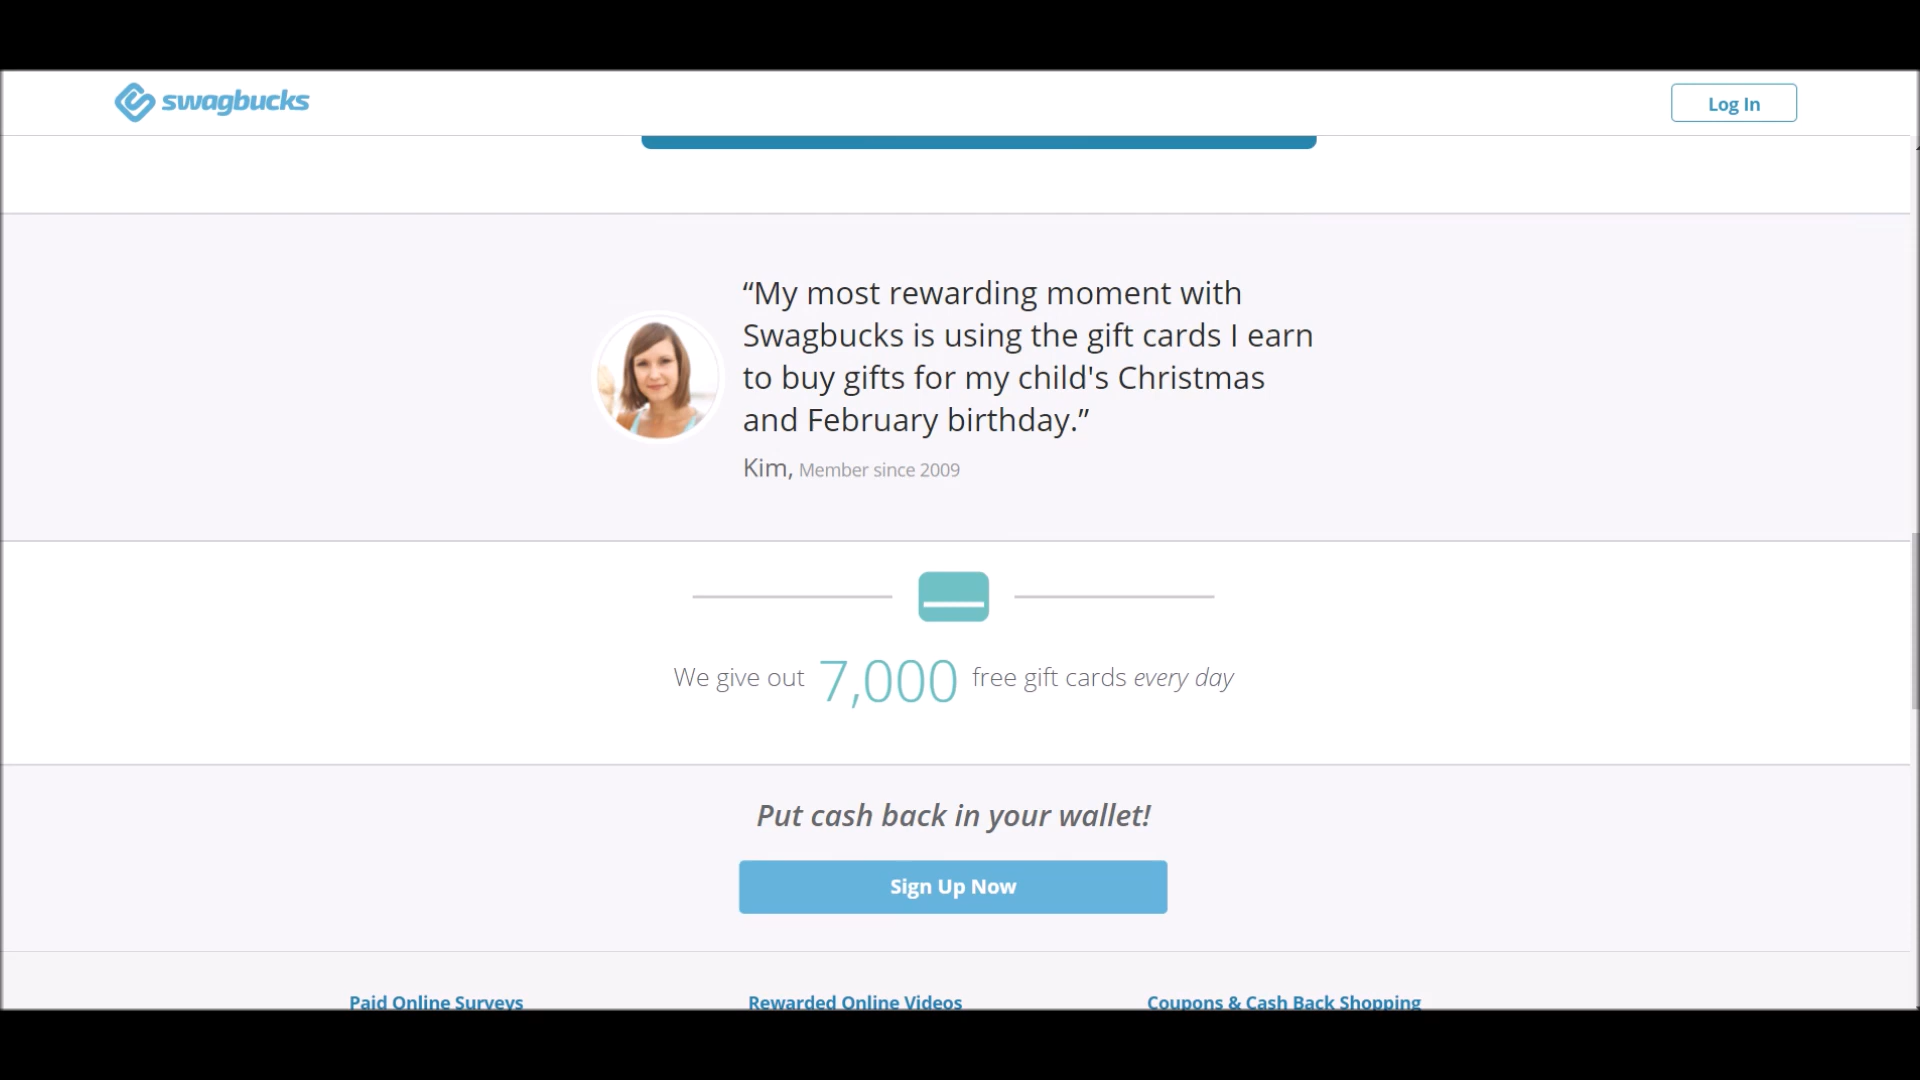 swagbucks
Log In
“My most rewarding moment with
Swagbucks is using the gift cards I earn
to buy gifts for my child's Christmas
and February birthday.”
Kim, Member since 2009
We give out 7,000 free gift cards every day
Put cash back in your wallet!
Sign Up Now
Paid Online Surveys
Rewarded Online Videos
Coupons & Cash Back Shopping